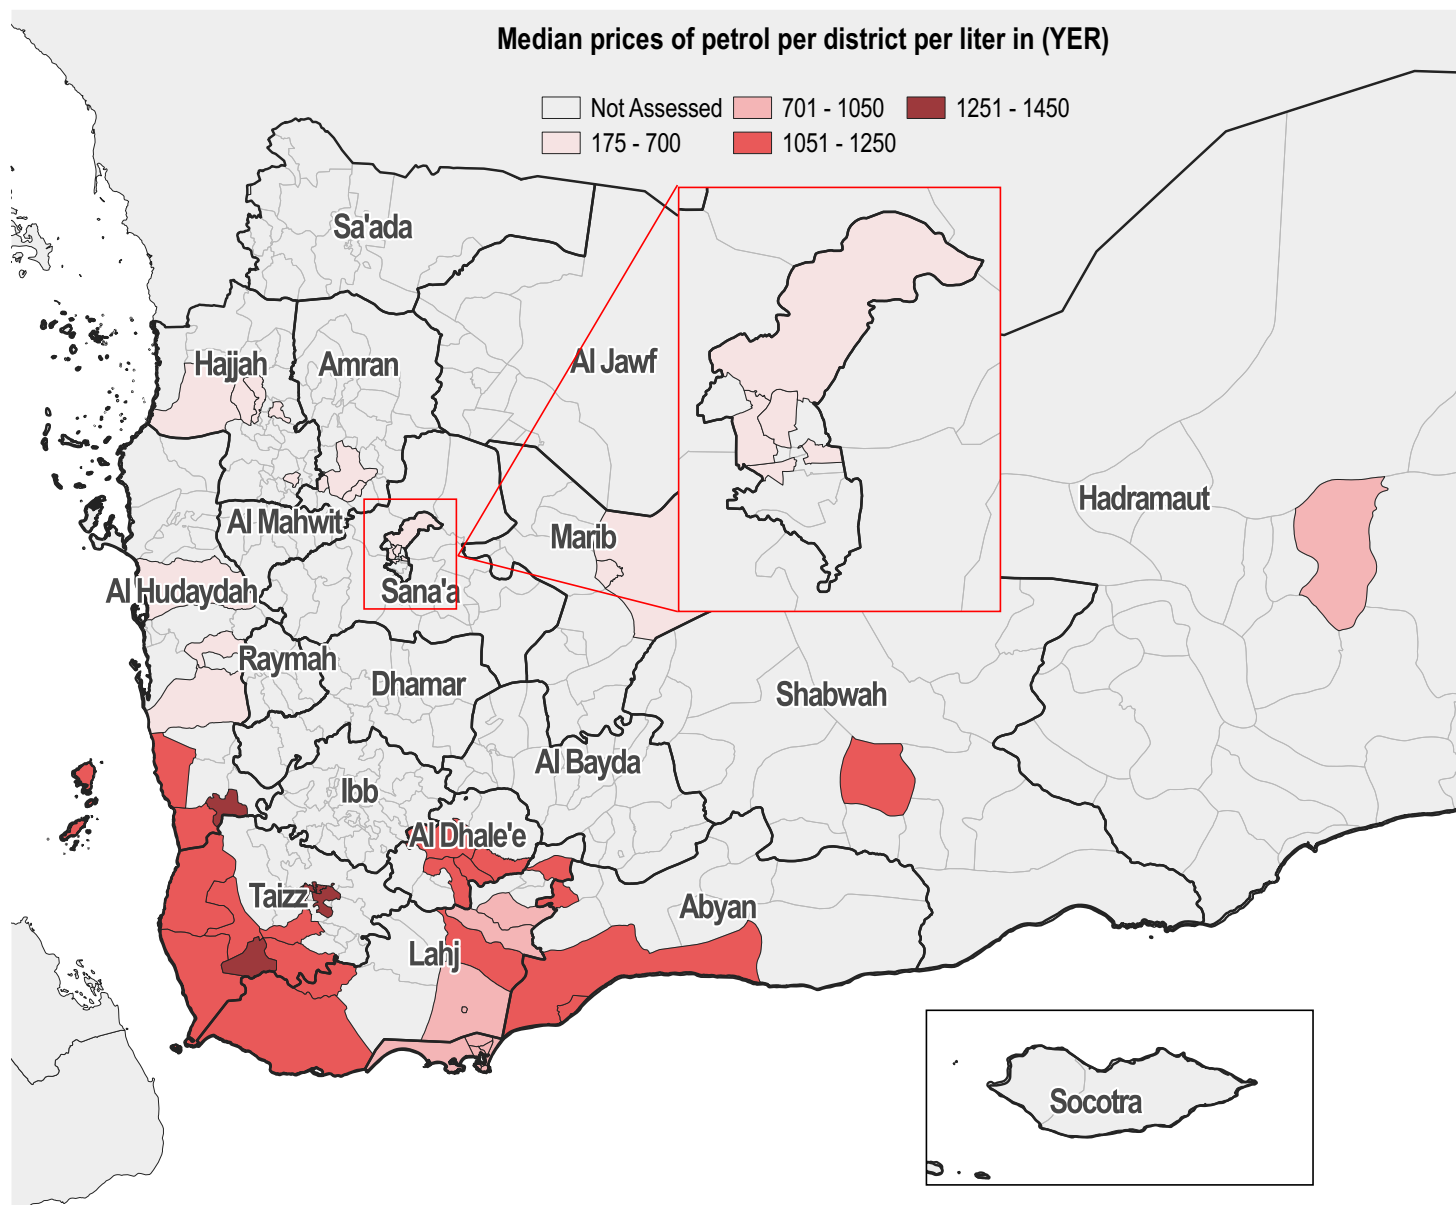 Median prices of petrol per district per liter in (YER)
Not Assessed
701 - 1050
1251 - 1450
175 - 700
1051 - 1250
Sa'ada
Hajjah
Amran
Al Jawf
Hadramaut
Al Mahwit
Marib
Al Hudaydah
Sana'a
Raymah
Dhamar
Shabwah
Al Bayda
Ibb
Al Dhale'e
Taizz
Abyan
Lahj
Socotra